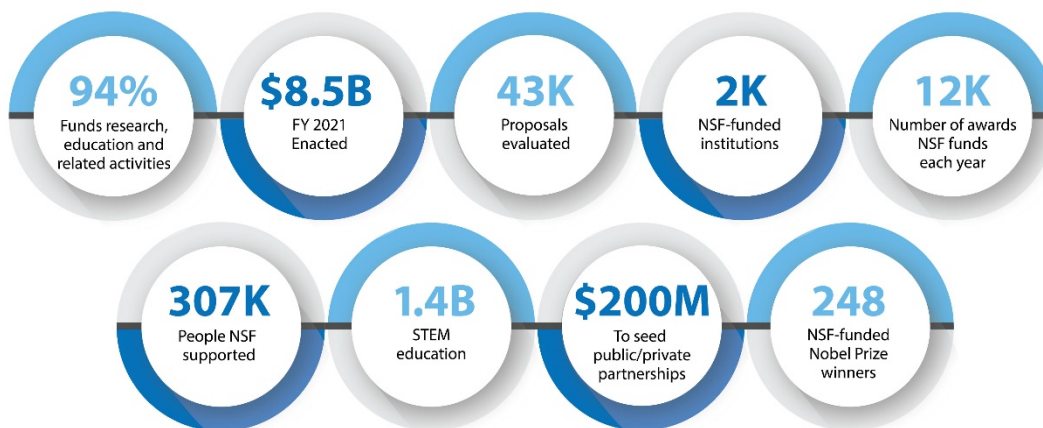 94%
Funds research,
education and
related activities
$8.5B
FY 2021
Enacted
43K
Proposals
evaluated
2K
NSF-funded
institutions
12K
Number of awards
NSF funds
each year
307K
People NSF
supported
1.4B
STEM
education
$200M
To seed
public/private
partnerships
248
NSF-funded
Nobel Prize
winners